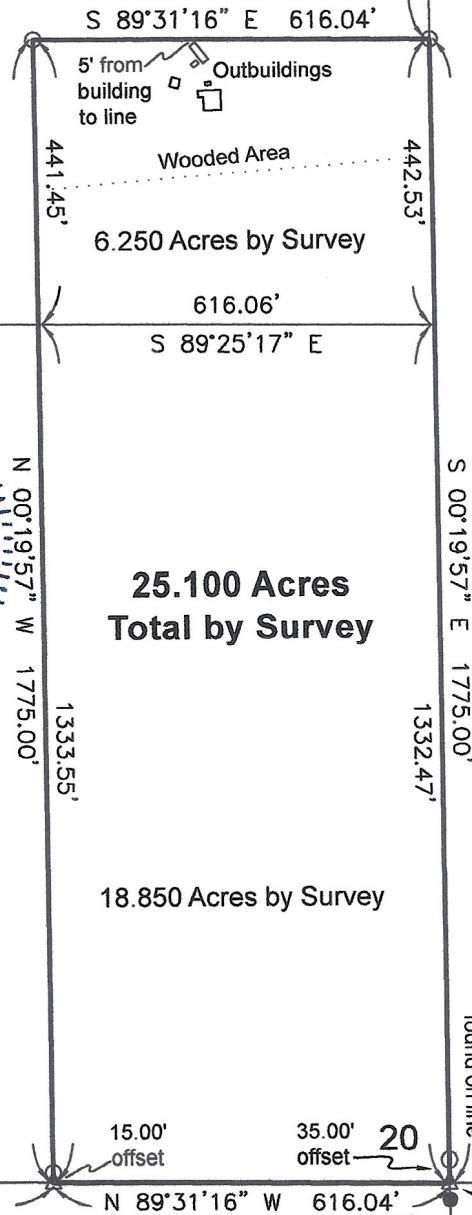 S 89°31'16" E 616.04'
5' from
building
to line
Outbuildings
Wooded Area
441.45'
442.53'
6.250 Acres by Survey
616.06'
S 89°25'17" E
N 00°19'57" W 1775.00'
S 00°19'57" E 1775.00'
25.100 Acres
Total by Survey
1333.55'
1332.47'
18.850 Acres by Survey
found on line
15.00'
offset
35.00'
offset
20
N 89°31'16" W 616.04'